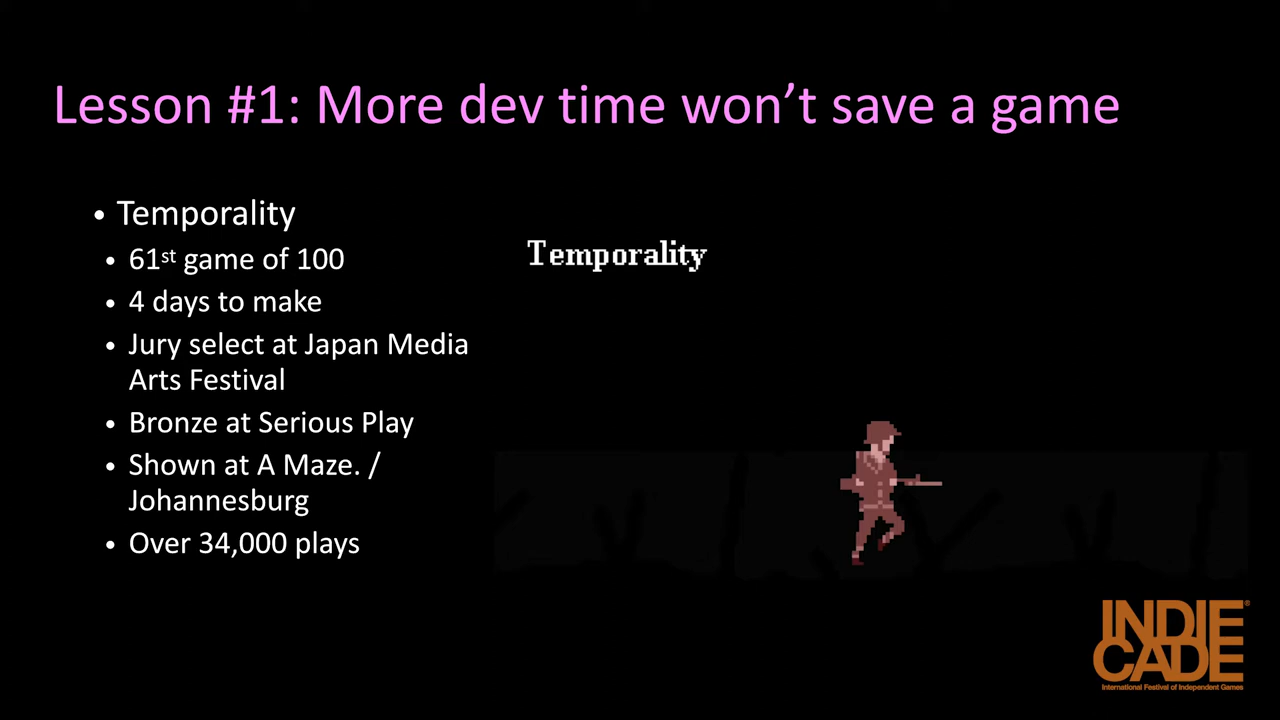 Lesson #1: More dev time won’t save a game
• Temporality
• 61st game of 100
• 4 days to make
• Jury select at Japan Media
Arts Festival
• Bronze at Serious Play
• Shown at A Maze. /
Johannesburg
• Over 34,000 plays
Temporality
INDIE®
CADE
International Festival of Independent Games